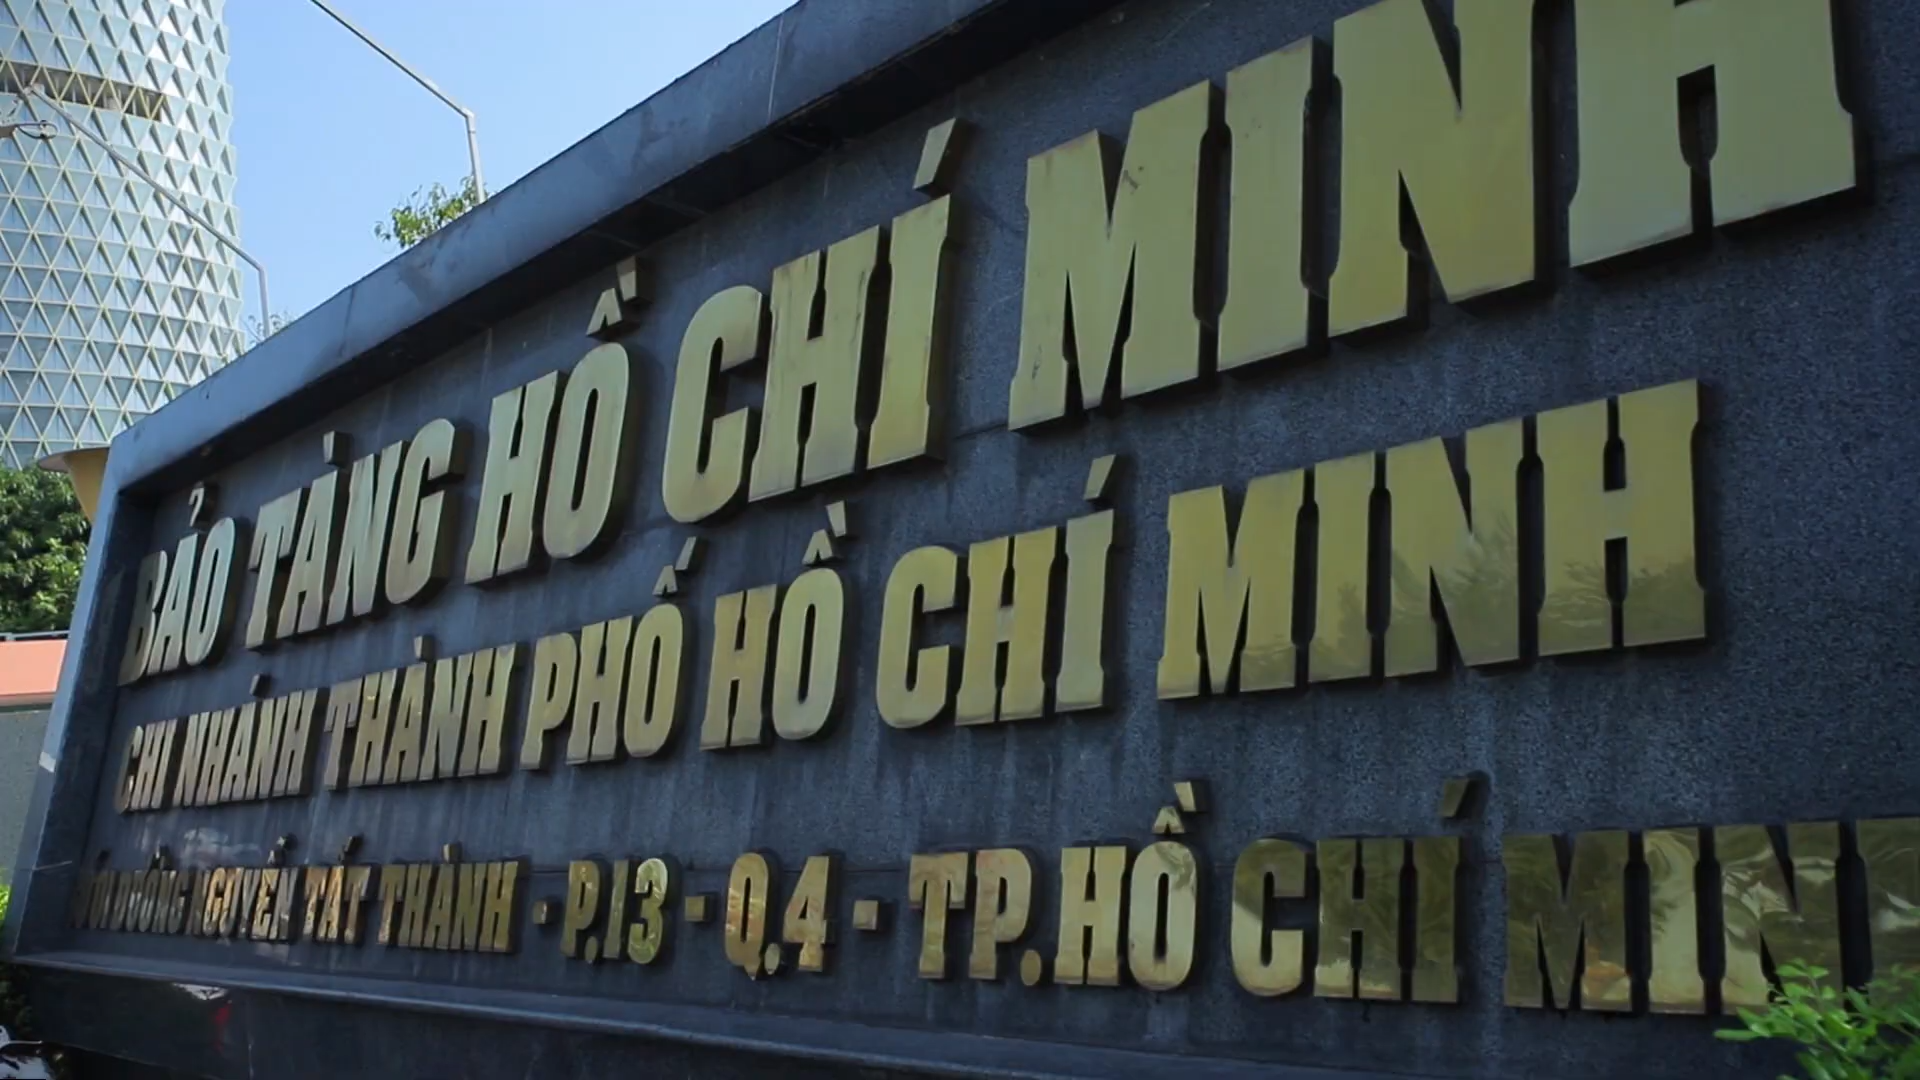 BẢO TÀNG HỒ CHÍ MINH
CHI NHÁNH THÀNH PHỐ HỒ CHÍ MINH
ĐƯỜNG NGUYỄN TẤT THÀNH - P.13 - Q.4 - TP.HỒ CHÍ MINH